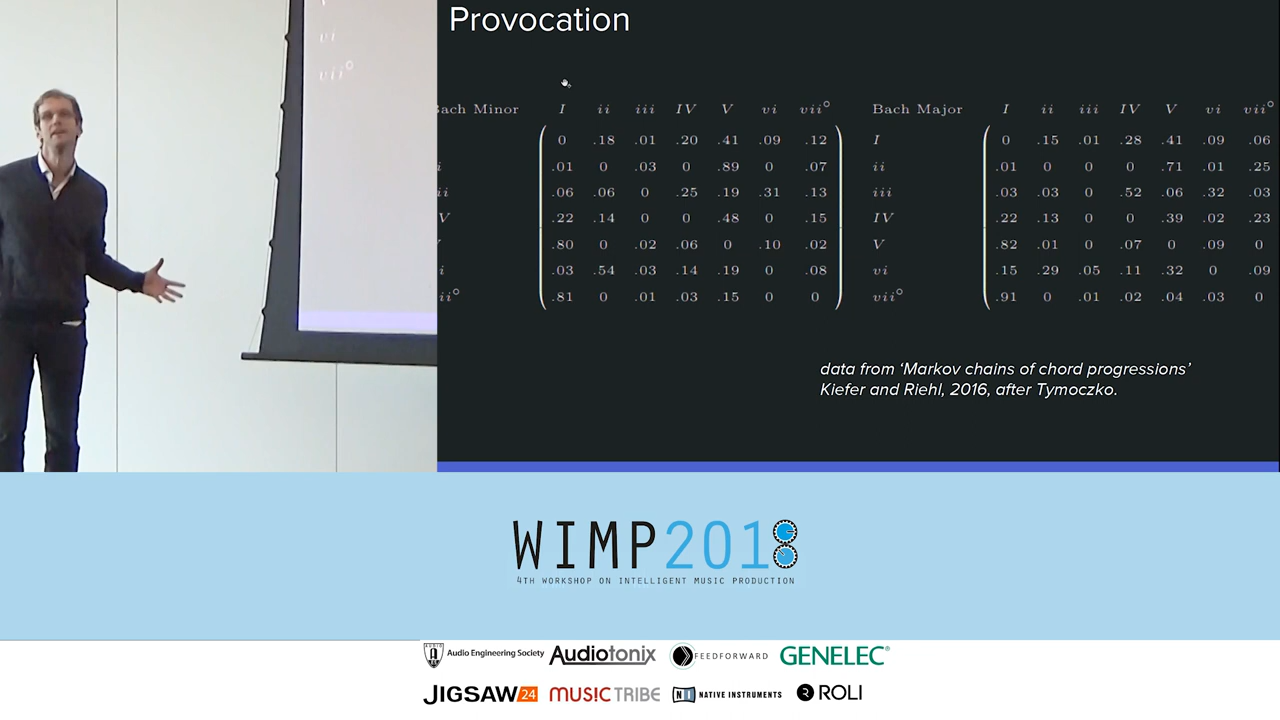 Provocation
vi
vii°
Bach Minor I ii iii IV V vi vii° Bach Major I ii iii IV V vi vii°
0 .18 .01 .20 .41 .09 .12 I 0 .15 .01 .28 .41 .09 .06
i .01 0 .03 0 .89 0 .07 ii .01 0 0 0 .71 .01 .25
ii .06 .06 0 .25 .19 .31 .13 iii .03 .03 0 .52 .06 .32 .03
V .22 .14 0 0 .48 0 .15 IV .22 .13 0 0 .39 .02 .23
.80 0 .02 .06 0 .10 .02 V .82 .01 0 .07 0 .09 0
i .03 .54 .03 .14 .19 0 .08 vi .15 .29 .05 .11 .32 0 .09
ii° .81 0 .01 .03 .15 0 0 vii° .91 0 .01 .02 .04 .03 0
data from ‘Markov chains of chord progressions’
Kiefer and Riehl, 2016, after Tymoczko.
WIMP2018
4TH WORKSHOP ON INTELLIGENT MUSIC PRODUCTION
AUDIO AE Audio Engineering Society Audiotonix FEEDFORWARD GENELEC®
JIGSAW24 MUSIC TRIBE NI NATIVE INSTRUMENTS R ROLI